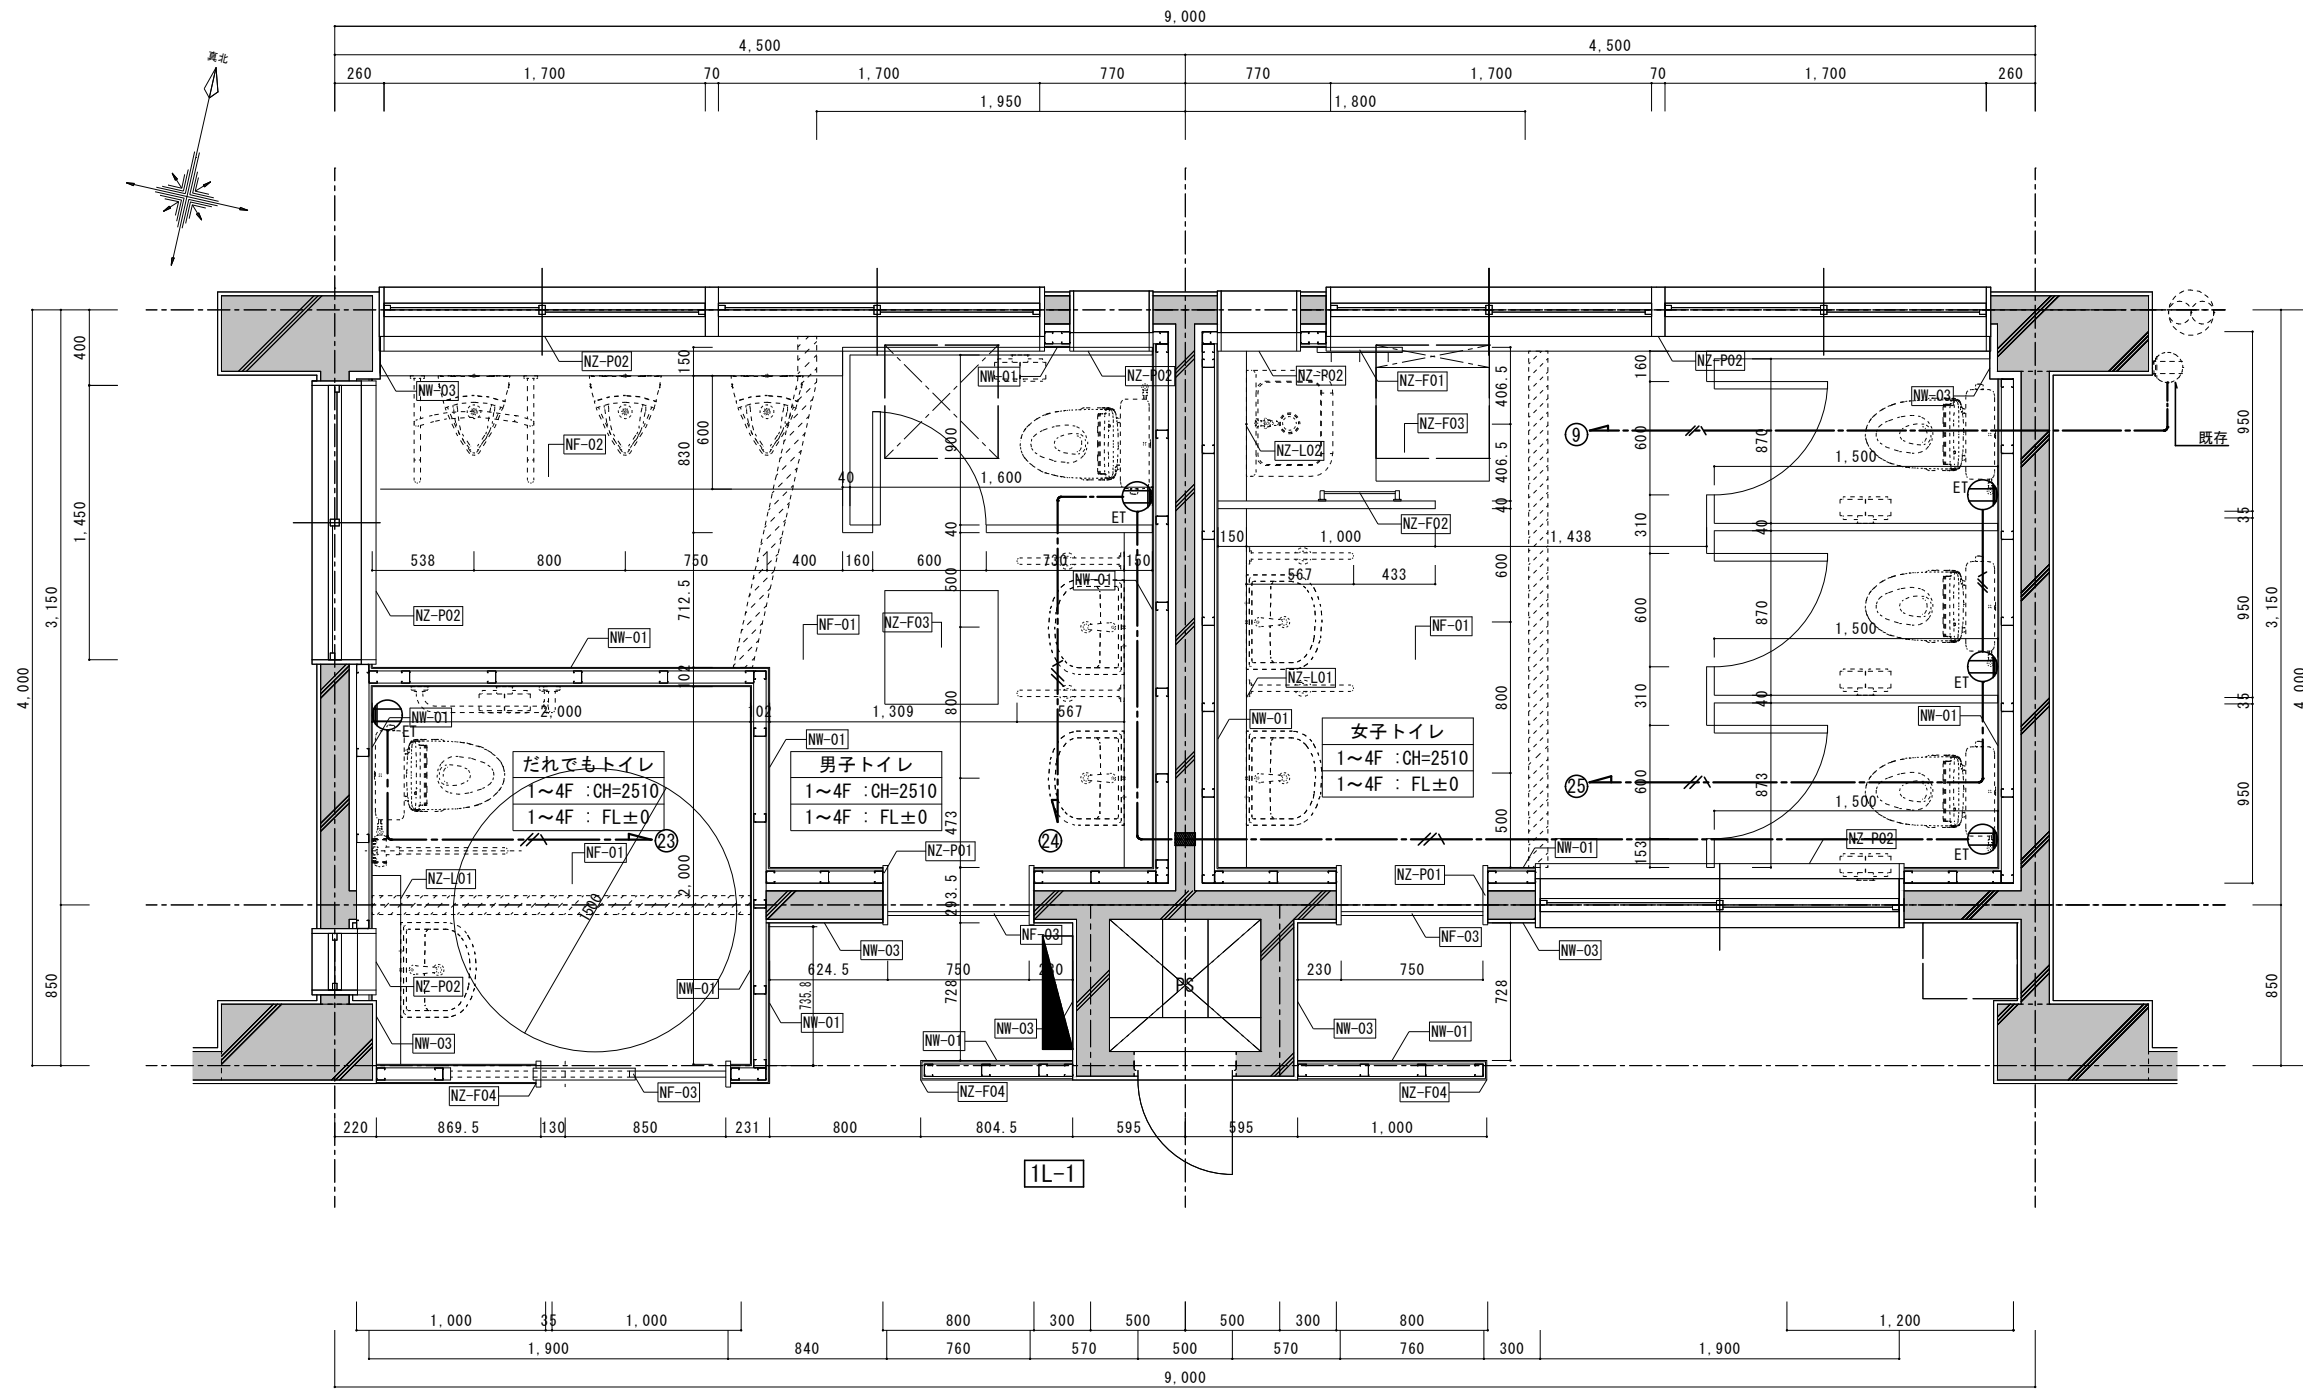 9,000
4,500 4,500
真北
260 1,700 70 1,700 770 770 1,700 70 1,700 260
1,950 1,800
400
1,450
3,150
4,000
850
NZ-P02
NW-03
NF-02
150
830
600
NW-01
NZ-P02
900
40 1,600
ET
40
538 800 750 400 160 600 730 150
NW-01
600
712.5
NZ-P02
NW-01
NF-01
NZ-F03
102
2,000 102 1,309 567
800
NW-01
ET
NW-01
だれでもトイレ
1～4F :CH=2510
1～4F : FL±0
男子トイレ
1～4F :CH=2510
1～4F : FL±0
23
24
473
NF-01
NZ-L01
2,000
1500
NZ-P01
293.5
NF-03
NW-03
624.5 750 230
728
735.8
NZ-P02
NW-01
NW-01
NW-03
NW-03
NW-01
NZ-F04
NF-03
NZ-F04
PS
NZ-P02
NZ-F01
NZ-F03
NZ-L02
NZ-F02
406.5
406.5
40
150 1,000 1,438
567 433
600
NF-01
NZ-L01
NW-01
800
女子トイレ
1～4F :CH=2510
1～4F : FL±0
500
NZ-P02
160
600
310
600
310
600
153
870
40
870
40
873
NW-03
9
既存
1,500
ET
1,500
ET
NW-01
25
1,500
NZ-P02
ET
NW-01
NZ-P01
NF-03
NW-03
230 750
728
NW-03
NW-01
NZ-F04
950
35
950
35
950
3,150
4,000
850
220 869.5 130 850 231 800 804.5 595 595 1,000
1L-1
1,000 35 1,000 800 300 500 500 300 800 1,200
1,900 840 760 570 500 570 760 300 1,900
9,000